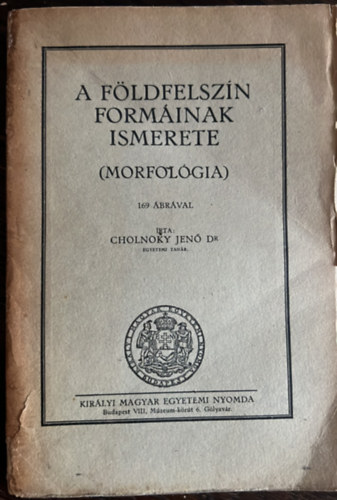 A FÖLDFELSZÍN
FORMÁINAK
ISMERETE
(MORFOLÓGIA)
169 ÁBRÁVAL
ÍRTA:
CHOLNOKY JENŐ DR
EGYETEMI TANÁR.
KIRÁLYI MAGYAR EGYETEMI NYOMDA
Budapest VIII, Múzeum-körút 6. Gólyavár.